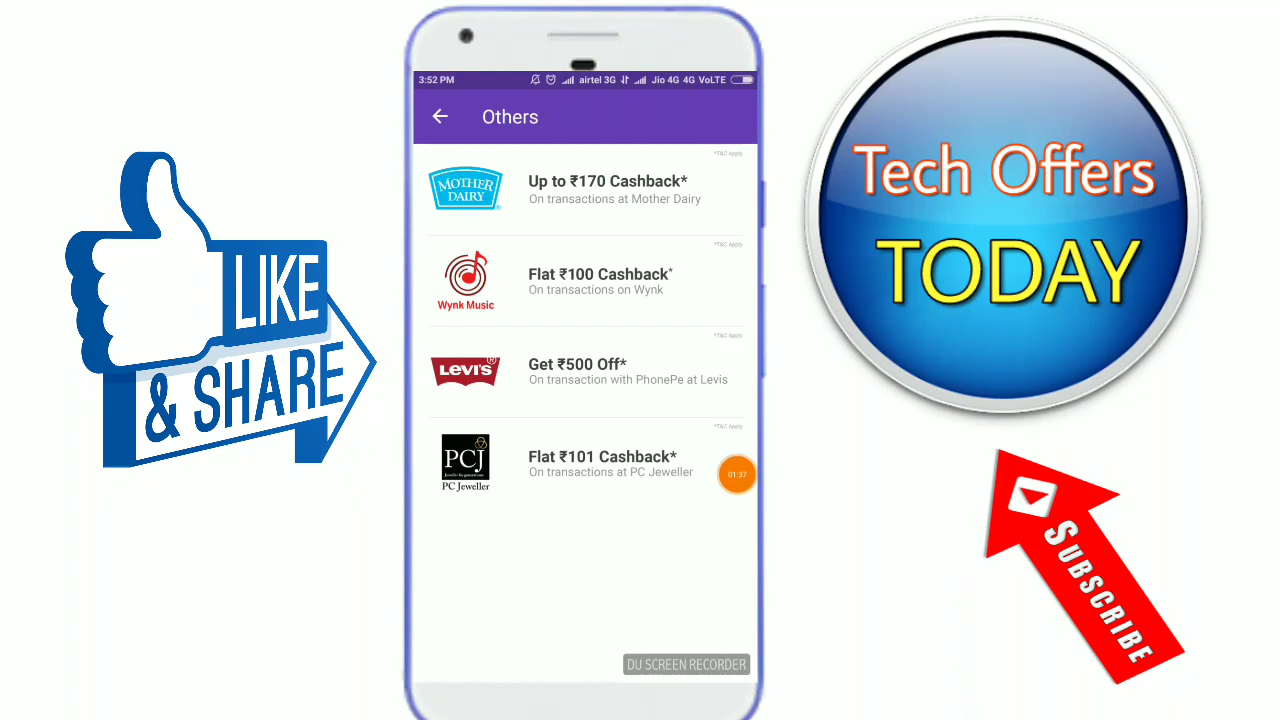 LIKE
& SHARE
3:52 PM
airtel 3G
Jio 4G 4G VoLTE
Others
*T&C Apply
MOTHER
DAIRY
®
Up to ₹170 Cashback*
On transactions at Mother Dairy
*T&C Apply
Wynk Music
Flat ₹100 Cashback*
On transactions on Wynk
*T&C Apply
LEVI'S
®
Get ₹500 Off*
On transaction with PhonePe at Levis
*T&C Apply
PCJ
PC Jeweller
Flat ₹101 Cashback*
On transactions at PC Jeweller
01:37
DU SCREEN RECORDER
Tech Offers
TODAY
SUBSCRIBE